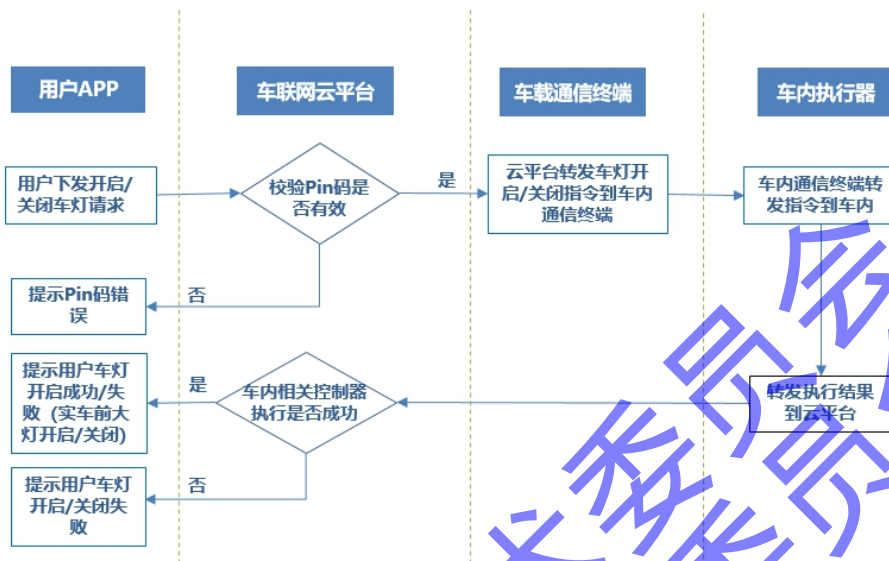 用户APP
车联网云平台
车载通信终端
车内执行器
用户下发开启/
关闭车灯请求
校验Pin码是
否有效
是
云平台转发车灯开
启/关闭指令到车内
通信终端
车内通信终端转
发指令到车内
提示Pin码错
误
否
提示用户车灯
开启成功/失
败（实车前大
灯开启/关闭)
是
车内相关控制器
执行是否成功
转发执行结果
到云平台
提示用户车灯
开启/关闭失
败
否
术委员会
委员